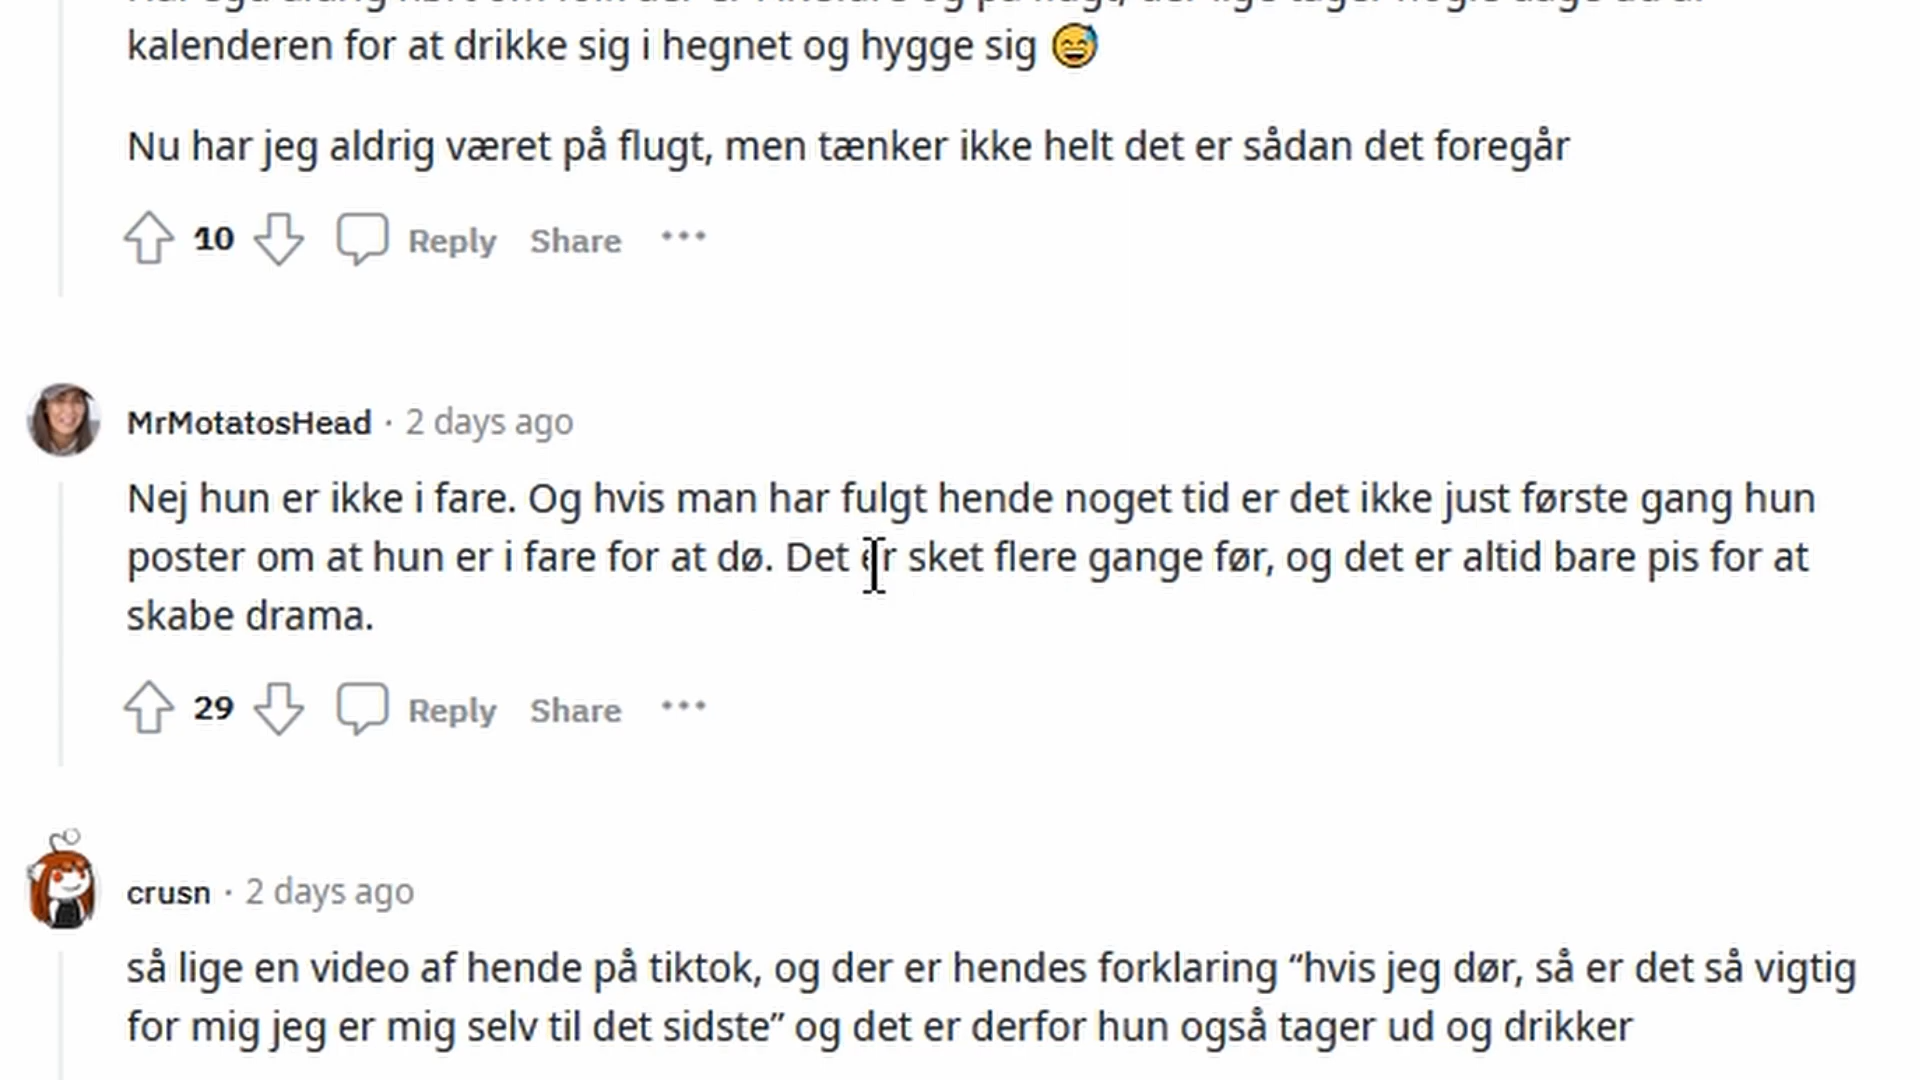 kalenderen for at drikke sig i hegnet og hygge sig 😅
Nu har jeg aldrig været på flugt, men tænker ikke helt det er sådan det foregår
10 Reply Share •••
MrMotatosHead · 2 days ago
Nej hun er ikke i fare. Og hvis man har fulgt hende noget tid er det ikke just første gang hun
poster om at hun er i fare for at dø. Det er sket flere gange før, og det er altid bare pis for at
skabe drama.
29 Reply Share •••
crusn · 2 days ago
så lige en video af hende på tiktok, og der er hendes forklaring “hvis jeg dør, så er det så vigtig
for mig jeg er mig selv til det sidste” og det er derfor hun også tager ud og drikker